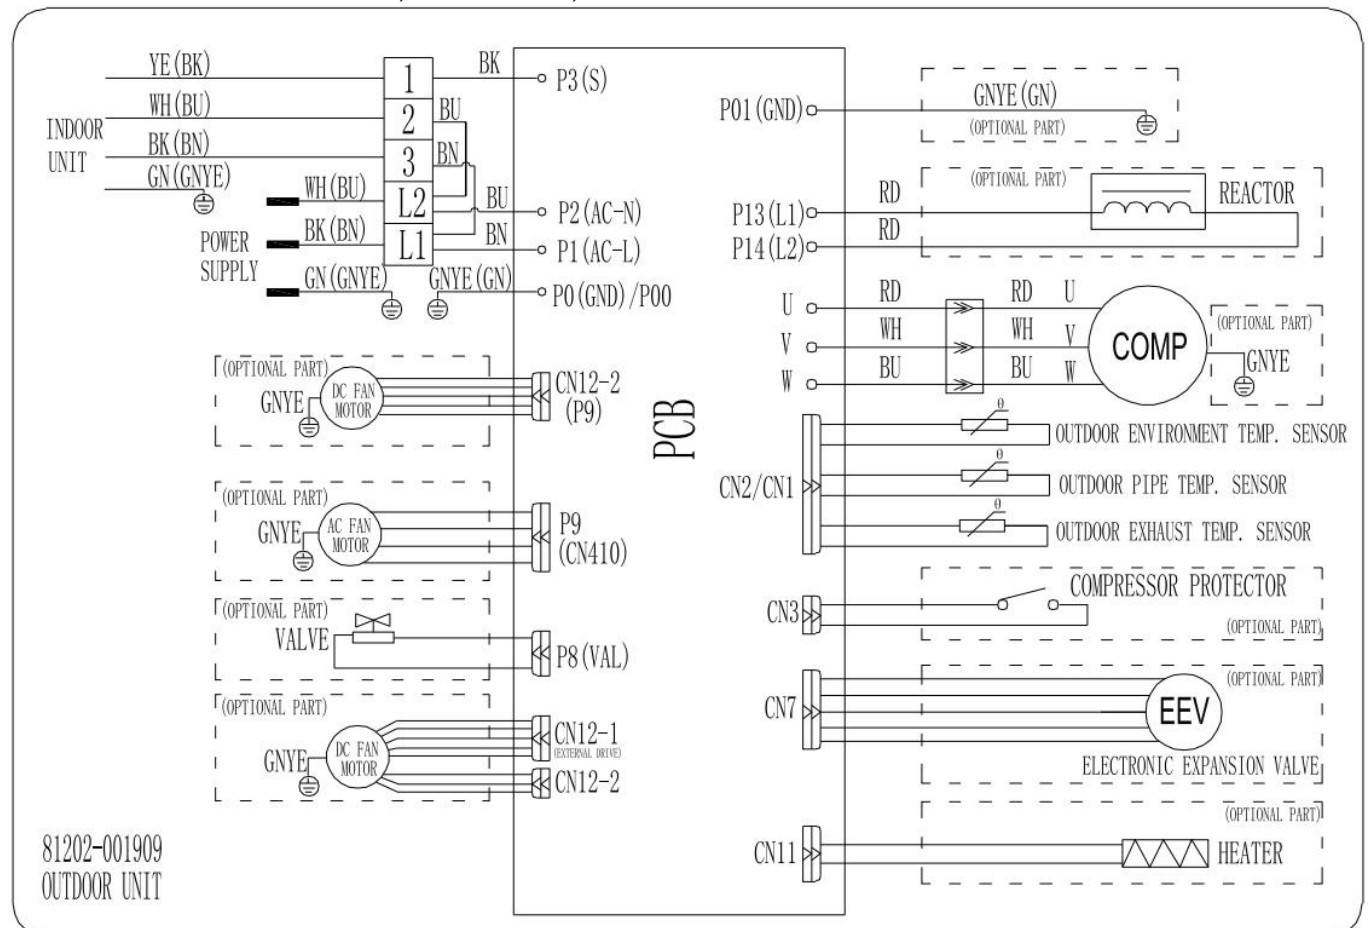 YE(BK)
WH(BU)
BK(BN)
GN(GNYE)
INDOOR
UNIT
WH(BU)
BK(BN)
GN(GNYE)
POWER
SUPPLY
1
2
3
L2
L1
BK
BU
BN
BU
BN
GNYE(GN)
P3(S)
P2(AC-N)
P1(AC-L)
P0(GND)/P00
(OPTIONAL PART)
GNYE
DC FAN
MOTOR
CN12-2
(P9)
(OPTIONAL PART)
GNYE
AC FAN
MOTOR
P9
(CN410)
(OPTIONAL PART)
VALVE
P8(VAL)
(OPTIONAL PART)
GNYE
DC FAN
MOTOR
CN12-1
(EXTERNAL DRIVE)
CN12-2
81202-001909
OUTDOOR UNIT
PCB
P01(GND)
GNYE(GN)
(OPTIONAL PART)
P13(L1)
P14(L2)
RD
RD
(OPTIONAL PART)
REACTOR
U
V
W
RD
WH
BU
RD
WH
BU
U
V
W
COMP
(OPTIONAL PART)
GNYE
CN2/CN1
θ
OUTDOOR ENVIRONMENT TEMP. SENSOR
θ
OUTDOOR PIPE TEMP. SENSOR
θ
OUTDOOR EXHAUST TEMP. SENSOR
CN3
COMPRESSOR PROTECTOR
(OPTIONAL PART)
CN7
(OPTIONAL PART)
EEV
ELECTRONIC EXPANSION VALVE
(OPTIONAL PART)
CN11
HEATER